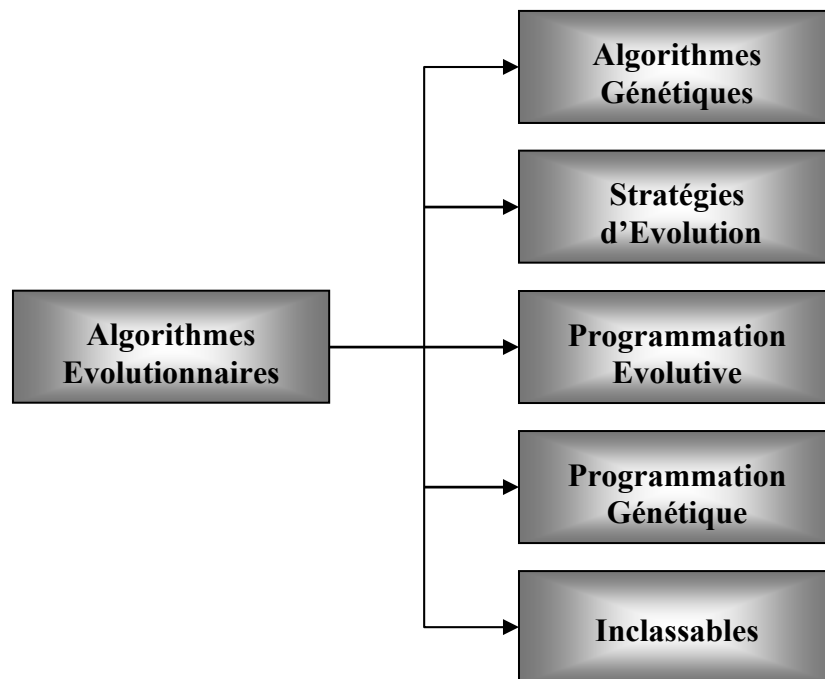 Algorithmes
Génétiques
Stratégies
d’Evolution
Algorithmes
Evolutionnaires
Programmation
Evolutive
Programmation
Génétique
Inclassables